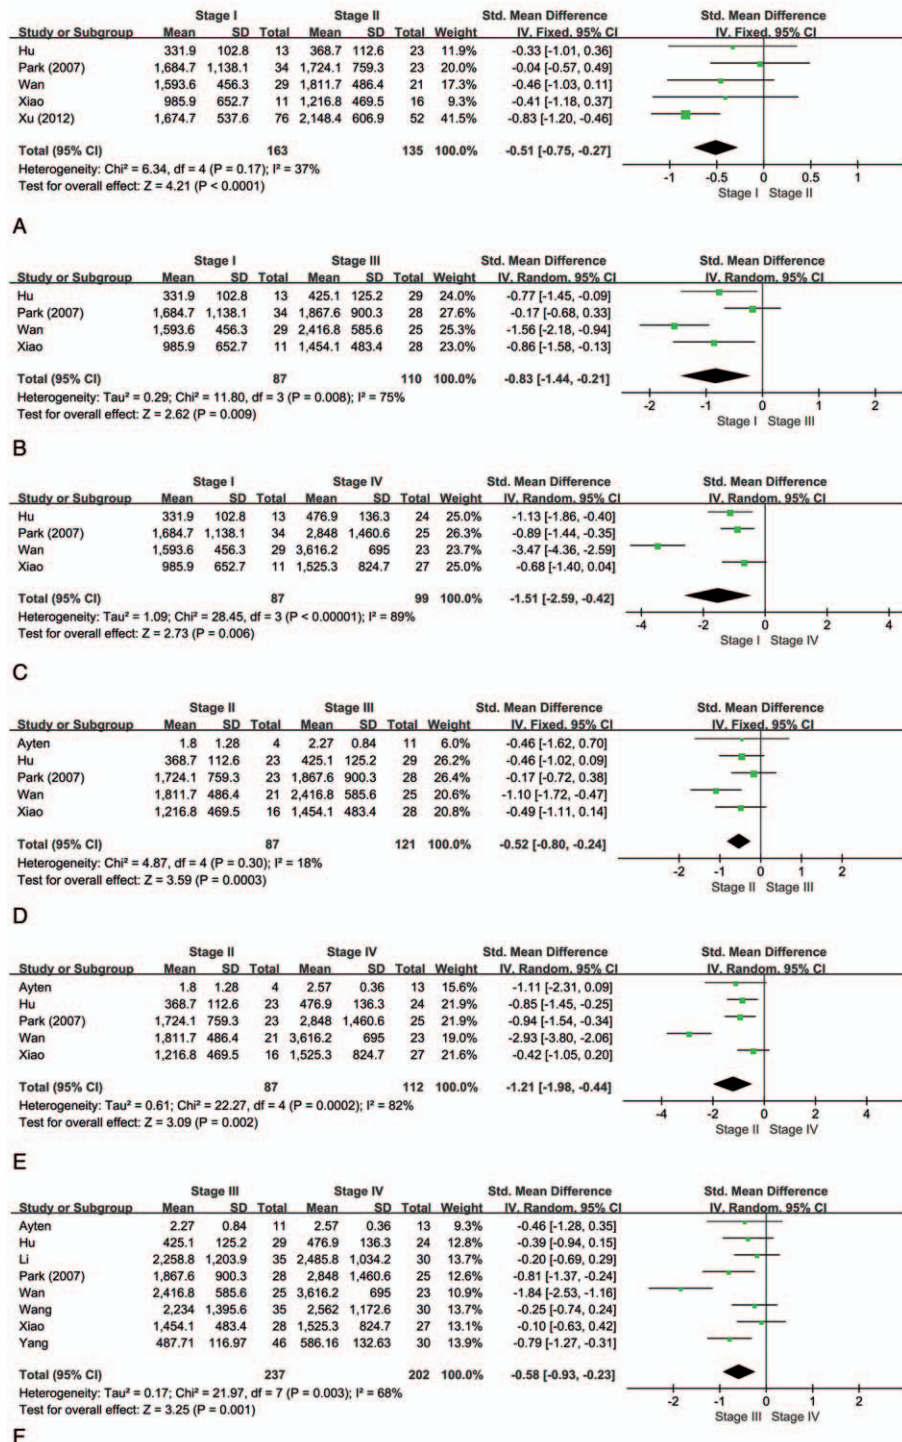 Stage I Stage II Std. Mean Difference Std. Mean Difference
Study or Subgroup Mean SD Total Mean SD Total Weight IV. Fixed. 95% CI IV. Fixed. 95% CI
Hu 331.9 102.8 13 368.7 112.6 23 11.9% -0.33 [-1.01, 0.36]
Park (2007) 1,684.7 1,138.1 34 1,724.1 759.3 23 20.0% -0.04 [-0.57, 0.49]
Wan 1,593.6 456.3 29 1,811.7 486.4 21 17.3% -0.46 [-1.03, 0.11]
Xiao 985.9 652.7 11 1,216.8 469.5 16 9.3% -0.41 [-1.18, 0.37]
Xu (2012) 1,674.7 537.6 76 2,148.4 606.9 52 41.5% -0.83 [-1.20, -0.46]
Total (95% CI) 163 135 100.0% -0.51 [-0.75, -0.27]
Heterogeneity: Chi² = 6.34, df = 4 (P = 0.17); I² = 37%
Test for overall effect: Z = 4.21 (P < 0.0001)
-1 -0.5 0 0.5 1
Stage I Stage II
A
Stage I Stage III Std. Mean Difference Std. Mean Difference
Study or Subgroup Mean SD Total Mean SD Total Weight IV. Random. 95% CI IV. Random. 95% CI
Hu 331.9 102.8 13 425.1 125.2 29 24.0% -0.77 [-1.45, -0.09]
Park (2007) 1,684.7 1,138.1 34 1,867.6 900.3 28 27.6% -0.17 [-0.68, 0.33]
Wan 1,593.6 456.3 29 2,416.8 585.6 25 25.3% -1.56 [-2.18, -0.94]
Xiao 985.9 652.7 11 1,454.1 483.4 28 23.0% -0.86 [-1.58, -0.13]
Total (95% CI) 87 110 100.0% -0.83 [-1.44, -0.21]
Heterogeneity: Tau² = 0.29; Chi² = 11.80, df = 3 (P = 0.008); I² = 75%
Test for overall effect: Z = 2.62 (P = 0.009)
-2 -1 0 1 2
Stage I Stage III
B
Stage I Stage IV Std. Mean Difference Std. Mean Difference
Study or Subgroup Mean SD Total Mean SD Total Weight IV. Random. 95% CI IV. Random. 95% CI
Hu 331.9 102.8 13 476.9 136.3 24 25.0% -1.13 [-1.86, -0.40]
Park (2007) 1,684.7 1,138.1 34 2,848 1,460.6 25 26.3% -0.89 [-1.44, -0.35]
Wan 1,593.6 456.3 29 3,616.2 695 23 23.7% -3.47 [-4.36, -2.59]
Xiao 985.9 652.7 11 1,525.3 824.7 27 25.0% -0.68 [-1.40, 0.04]
Total (95% CI) 87 99 100.0% -1.51 [-2.59, -0.42]
Heterogeneity: Tau² = 1.09; Chi² = 28.45, df = 3 (P < 0.00001); I² = 89%
Test for overall effect: Z = 2.73 (P = 0.006)
-4 -2 0 2 4
Stage I Stage IV
C
Stage II Stage III Std. Mean Difference Std. Mean Difference
Study or Subgroup Mean SD Total Mean SD Total Weight IV. Fixed. 95% CI IV. Fixed. 95% CI
Ayten 1.8 1.28 4 2.27 0.84 11 6.0% -0.46 [-1.62, 0.70]
Hu 368.7 112.6 23 425.1 125.2 29 26.2% -0.46 [-1.02, 0.09]
Park (2007) 1,724.1 759.3 23 1,867.6 900.3 28 26.4% -0.17 [-0.72, 0.38]
Wan 1,811.7 486.4 21 2,416.8 585.6 25 20.6% -1.10 [-1.72, -0.47]
Xiao 1,216.8 469.5 16 1,454.1 483.4 28 20.8% -0.49 [-1.11, 0.14]
Total (95% CI) 87 121 100.0% -0.52 [-0.80, -0.24]
Heterogeneity: Chi² = 4.87, df = 4 (P = 0.30); I² = 18%
Test for overall effect: Z = 3.59 (P = 0.0003)
-2 -1 0 1 2
Stage II Stage III
D
Stage II Stage IV Std. Mean Difference Std. Mean Difference
Study or Subgroup Mean SD Total Mean SD Total Weight IV. Random. 95% CI IV. Random. 95% CI
Ayten 1.8 1.28 4 2.57 0.36 13 15.6% -1.11 [-2.31, 0.09]
Hu 368.7 112.6 23 476.9 136.3 24 21.9% -0.85 [-1.45, -0.25]
Park (2007) 1,724.1 759.3 23 2,848 1,460.6 25 21.9% -0.94 [-1.54, -0.34]
Wan 1,811.7 486.4 21 3,616.2 695 23 19.0% -2.93 [-3.80, -2.06]
Xiao 1,216.8 469.5 16 1,525.3 824.7 27 21.6% -0.42 [-1.05, 0.20]
Total (95% CI) 87 112 100.0% -1.21 [-1.98, -0.44]
Heterogeneity: Tau² = 0.61; Chi² = 22.27, df = 4 (P = 0.0002); I² = 82%
Test for overall effect: Z = 3.09 (P = 0.002)
-4 -2 0 2 4
Stage II Stage IV
E
Stage III Stage IV Std. Mean Difference Std. Mean Difference
Study or Subgroup Mean SD Total Mean SD Total Weight IV. Random. 95% CI IV. Random. 95% CI
Ayten 2.27 0.84 11 2.57 0.36 13 9.3% -0.46 [-1.28, 0.35]
Hu 425.1 125.2 29 476.9 136.3 24 12.8% -0.39 [-0.94, 0.15]
Li 2,258.8 1,203.9 35 2,485.8 1,034.2 30 13.7% -0.20 [-0.69, 0.29]
Park (2007) 1,867.6 900.3 28 2,848 1,460.6 25 12.6% -0.81 [-1.37, -0.24]
Wan 2,416.8 585.6 25 3,616.2 695 23 10.9% -1.84 [-2.53, -1.16]
Wang 2,234 1,395.6 35 2,562 1,172.6 30 13.7% -0.25 [-0.74, 0.24]
Xiao 1,454.1 483.4 28 1,525.3 824.7 27 13.1% -0.10 [-0.63, 0.42]
Yang 487.71 116.97 46 586.16 132.63 30 13.9% -0.79 [-1.27, -0.31]
Total (95% CI) 237 202 100.0% -0.58 [-0.93, -0.23]
Heterogeneity: Tau² = 0.17; Chi² = 21.97, df = 7 (P = 0.003); I² = 68%
Test for overall effect: Z = 3.25 (P = 0.001)
-2 -1 0 1 2
Stage III Stage IV
F